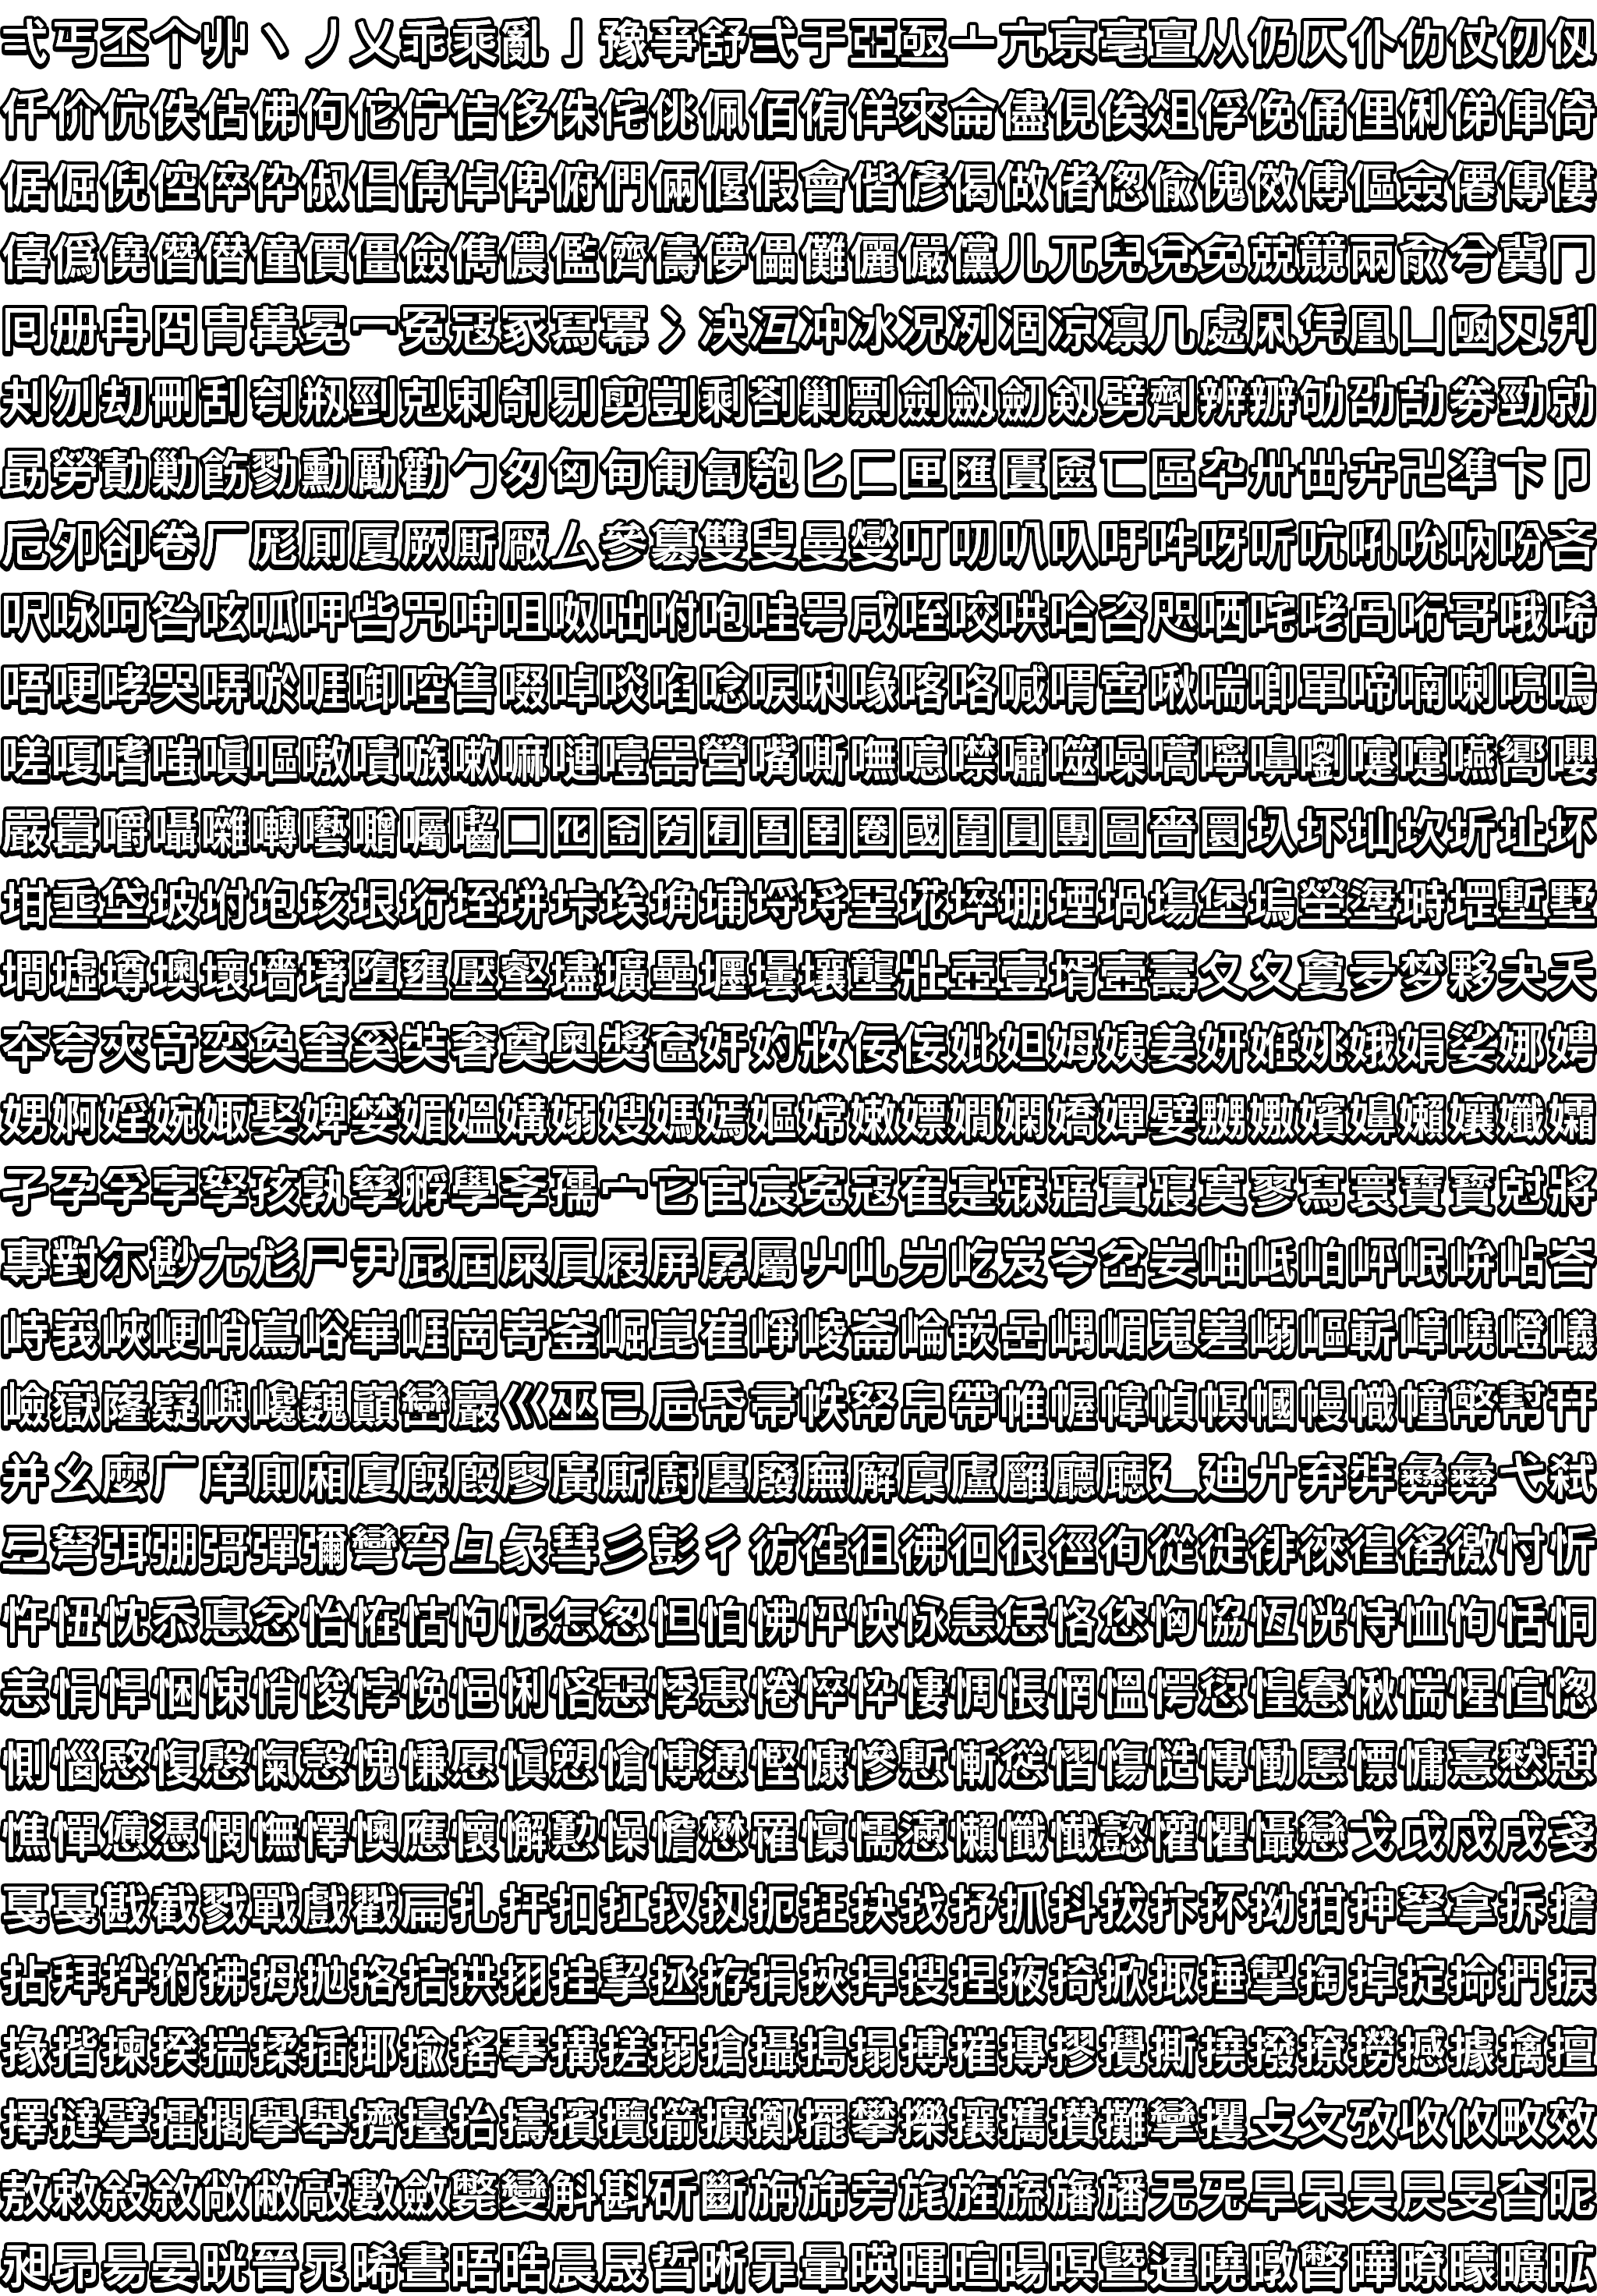 弌丐丕个丱丶丿乂乖乘亂亅豫亊舒弍于亞亟亠亢亰亳亶从仍仄仆仂仗仞仭
仟价伉佚估佛佝佗佇佶侈侏侘佻佩佰侑佯來侖儘俔俟俎俘俛俑俚俐俤俥倚
倨倔倪倥倅伜俶倡倩倬俾俯們倆偃假會偕偐偈做偖偬偸傀傚傅傴僉僊傳僂
僖僞僥僭僣僮價僵儉儁儂儖儕儔儚儡儺儷儼儻儿兀兒兌兔兢竸兩兪兮冀冂
囘册冉冏冑冓冕冖冤冦冢冩冪冫决冱冲冰况冽凅凉凛几處凩凭凰凵凾刄刋
刔刎刧刪刮刳剏剄剋剌剞剔剪剴剩剳剿剽劍劔劒剱劈劑辨辧劬劭劼劵勁勍
勗勞勣勦飭勠勳勵勸勹匆匈甸匍匐匏匕匚匣匯匱匳匸區卆卅丗卉卍凖卞卩
卮夘卻卷厂厖厠厦厥厮厰厶參簒雙叟曼燮叮叨叭叺吁吽呀听吭吼吮吶吩吝
呎咏呵咎呟呱呷呰咒呻咀呶咄咐咆哇咢咸咥咬哄哈咨咫哂咤咾咼哘哥哦唏
唔哽哮哭哢唹啀啣啌售啜啅啖啗唸唳啝喙喀咯喊喟啻啾喘喞單啼喃喇喨嗚
嗟嗄嗜嗤嗔嘔嗷嘖嗾嗽嘛嗹噎噐營嘴嘶嘸噫噤嘯噬噪嚆嚀嚊嚠嚔嚏嚥嚮嚶
嚴囂嚼囁囃囀囈囎囑囓囗囮囹圀囿圄圉圈國圍圓團圖嗇圜圦圷圸坎圻址坏
坩埀垈坡坿垉垓垠垳垤垪垰埃埆埔埒埓堊埖埣堋堙堝塲堡塢塋塰塒堽塹墅
墹墟墫墺壞墻墸墮壅壓壑壗壙壘壥壜壤壟壯壺壹壻壼壽夂夊夐夛梦夥夬夭
夲夸夾竒奕奐奎奚奘奢奠奧奬奩奸妁妝佞侫妣妲姆姨姜妍姙姚娥娟娑娜娉
娚婀婬婉娵娶婢婪媚媼媾嫋嫂媽嫣嫗嫦嫩嫖嫺嫻嬌嬋嬖嬲嫐嬪嬶嬾孃孅孀
孑孕孚孛孥孩孰孳孵學斈孺宀它宦宸寃寇寉寔寐寤實寢寞寥寫寰寶寳尅將
專對尓尠尢尨尸尹屁屆屎屓屐屏孱屬屮乢屶屹岌岑岔妛岫岻岶岼岷峅岾峇
峙峩峽峺峭嶌峪崋崕崗嵜崟崛崑崔崢崚崙崘嵌嵒嵎嵋嵬嵳嵶嶇嶄嶂嶢嶝嶬
嶮嶽嶐嶷嶼巉巍巓巒巖巛巫已巵帋帚帙帑帛帶帷幄幃幀幎幗幔幟幢幤幇幵
并幺麼广庠廁廂廈廐廏廖廣廝廚廛廢廡廨廩廬廱廳廰廴廸廾弃弉彝彜弋弑
弖弩弭弸彁彈彌彎弯彑彖彗彡彭彳彷徃徂彿徊很徑徇從徙徘徠徨徭徼忖忻
忤忸忱忝悳忿怡恠怙怐怩怎怱怛怕怫怦怏怺恚恁恪恷恟恊恆恍恃恤恂恬恫
恙悁悍悃悚悄悛悖悗悒悧悋惡悸惠惓悴忰悽惆悵惘慍愕愆惶惷愀惴惺愃愡
惻惱愍愎慇愾愨愧慊愿愼愬愴愽慂慳慷慘慙慚慫慴慯慥慱慟慝慓慵憙憖憇
憔憚憊憑憫憮懌懊應懷懈懃懆憺懋罹懍懦懣懶懺懴懿懽懼懾戀戈戉戍戌戔
戛戞戡截戮戰戲戳扁扎扞扣扛扠扨扼抂抉找抒抓抖拔抃抔拗拑抻拏拿拆擔
拈拜拌拊拂拇抛挌拮拱挧挂挈拯拵捐挾捍搜捏掖掎掀掫捶掣掏掉掟掵捫捩
掾揩揀揆揣揉插揶揄搖搴搆搓搦搶攝搗搨搏摧摶摎攪撕撓撥撩撈撼據擒擅
擇撻擘擂擱擧舉擠擡抬擣擯攬擶擴擲擺攀擽攘攜攅攤攣攫攴攵攷收攸畋效
敖敕敍敘敞敝敲數斂斃變斛斟斫斷旃旆旁旄旌旒旛旙无旡旱杲昊昃旻杳昵
昶昴昜晏晄晉晁晞晝晤晧晨晟晢晰暃暈暎暉暄暘暝曁暹曉暾暼曄暸曚曠昿